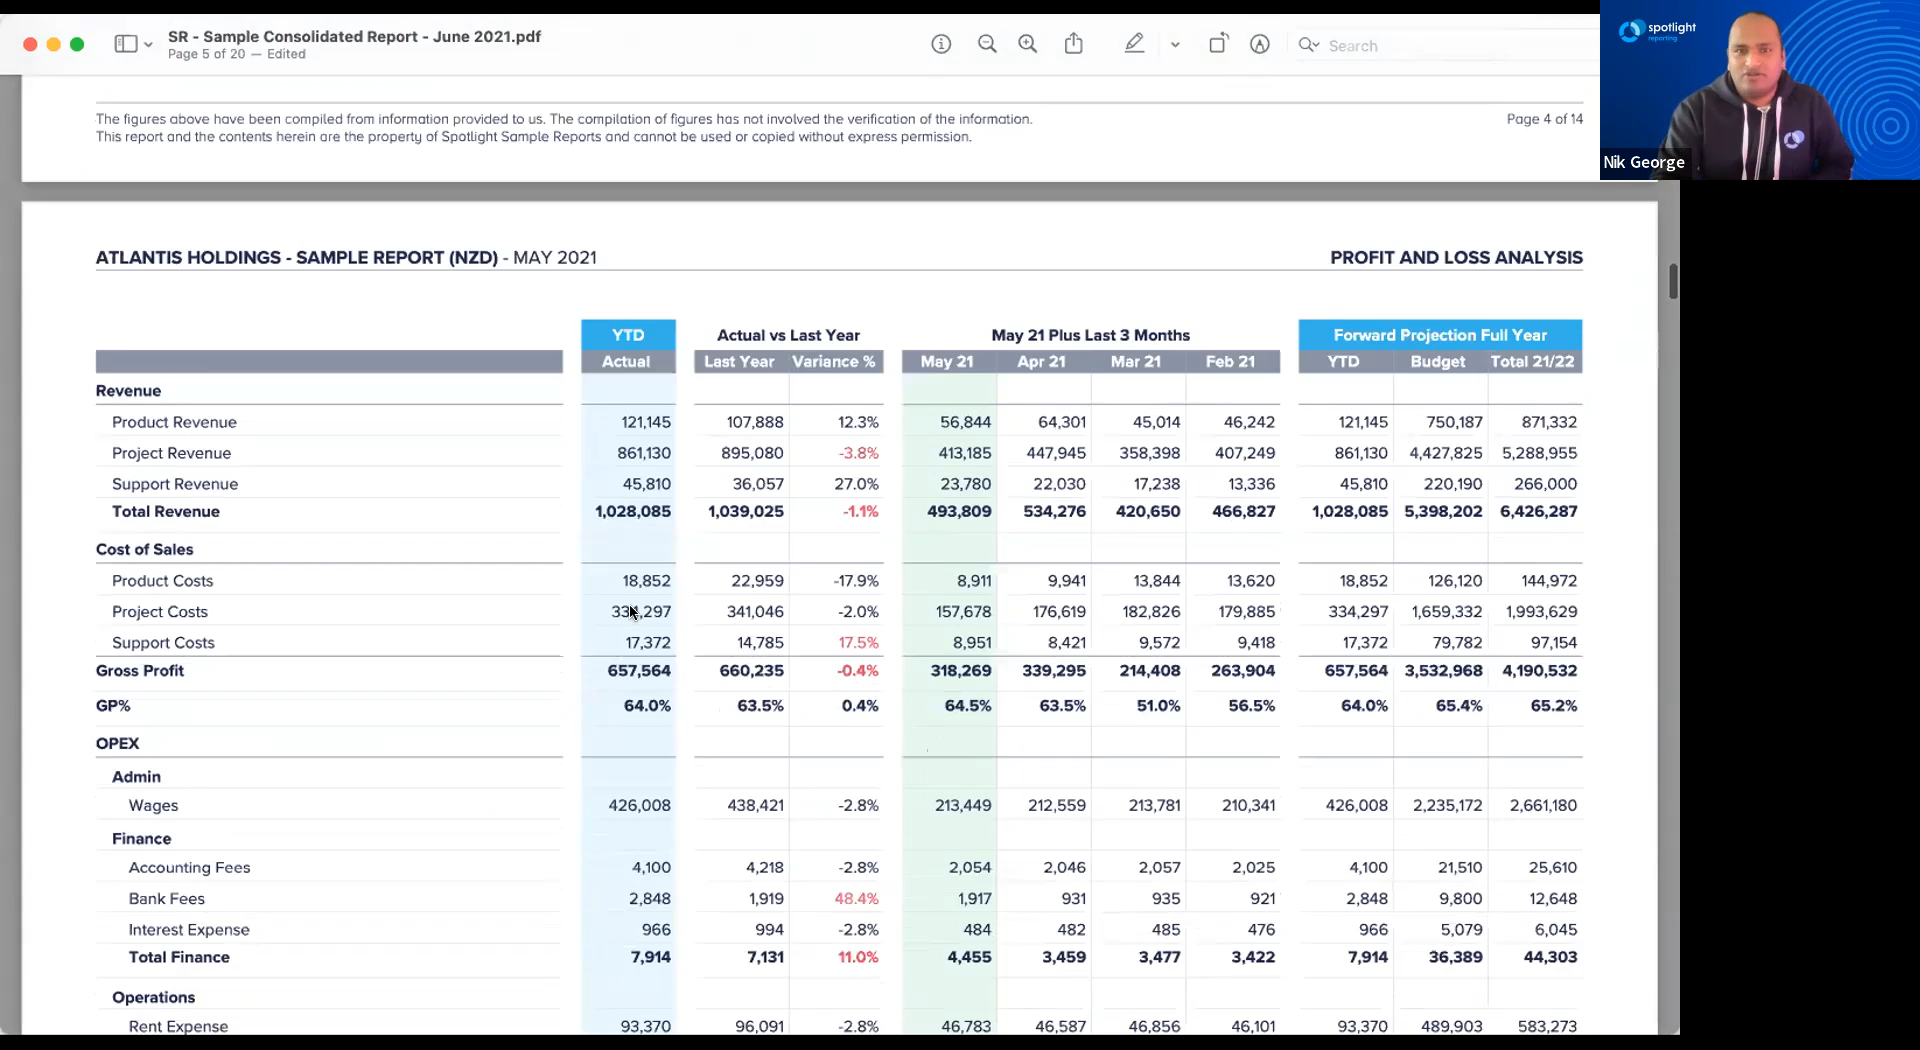 SR - Sample Consolidated Report - June 2021.pdf
Page 5 of 20 — Edited
Search
spotlight
reporting
Nik George
The figures above have been compiled from information provided to us. The compilation of figures has not involved the verification of the information.
This report and the contents herein are the property of Spotlight Sample Reports and cannot be used or copied without express permission.
Page 4 of 14
ATLANTIS HOLDINGS - SAMPLE REPORT (NZD) - MAY 2021 PROFIT AND LOSS ANALYSIS
YTD Actual vs Last Year May 21 Plus Last 3 Months Forward Projection Full Year
Actual Last Year Variance % May 21 Apr 21 Mar 21 Feb 21 YTD Budget Total 21/22
Revenue
Product Revenue 121,145 107,888 12.3% 56,844 64,301 45,014 46,242 121,145 750,187 871,332
Project Revenue 861,130 895,080 -3.8% 413,185 447,945 358,398 407,249 861,130 4,427,825 5,288,955
Support Revenue 45,810 36,057 27.0% 23,780 22,030 17,238 13,336 45,810 220,190 266,000
Total Revenue 1,028,085 1,039,025 -1.1% 493,809 534,276 420,650 466,827 1,028,085 5,398,202 6,426,287
Cost of Sales
Product Costs 18,852 22,959 -17.9% 8,911 9,941 13,844 13,620 18,852 126,120 144,972
Project Costs 334,297 341,046 -2.0% 157,678 176,619 182,826 179,885 334,297 1,659,332 1,993,629
Support Costs 17,372 14,785 17.5% 8,951 8,421 9,572 9,418 17,372 79,782 97,154
Gross Profit 657,564 660,235 -0.4% 318,269 339,295 214,408 263,904 657,564 3,532,968 4,190,532
GP% 64.0% 63.5% 0.4% 64.5% 63.5% 51.0% 56.5% 64.0% 65.4% 65.2%
OPEX
Admin
Wages 426,008 438,421 -2.8% 213,449 212,559 213,781 210,341 426,008 2,235,172 2,661,180
Finance
Accounting Fees 4,100 4,218 -2.8% 2,054 2,046 2,057 2,025 4,100 21,510 25,610
Bank Fees 2,848 1,919 48.4% 1,917 931 935 921 2,848 9,800 12,648
Interest Expense 966 994 -2.8% 484 482 485 476 966 5,079 6,045
Total Finance 7,914 7,131 11.0% 4,455 3,459 3,477 3,422 7,914 36,389 44,303
Operations
Rent Expense 93,370 96,091 -2.8% 46,783 46,587 46,856 46,101 93,370 489,903 583,273